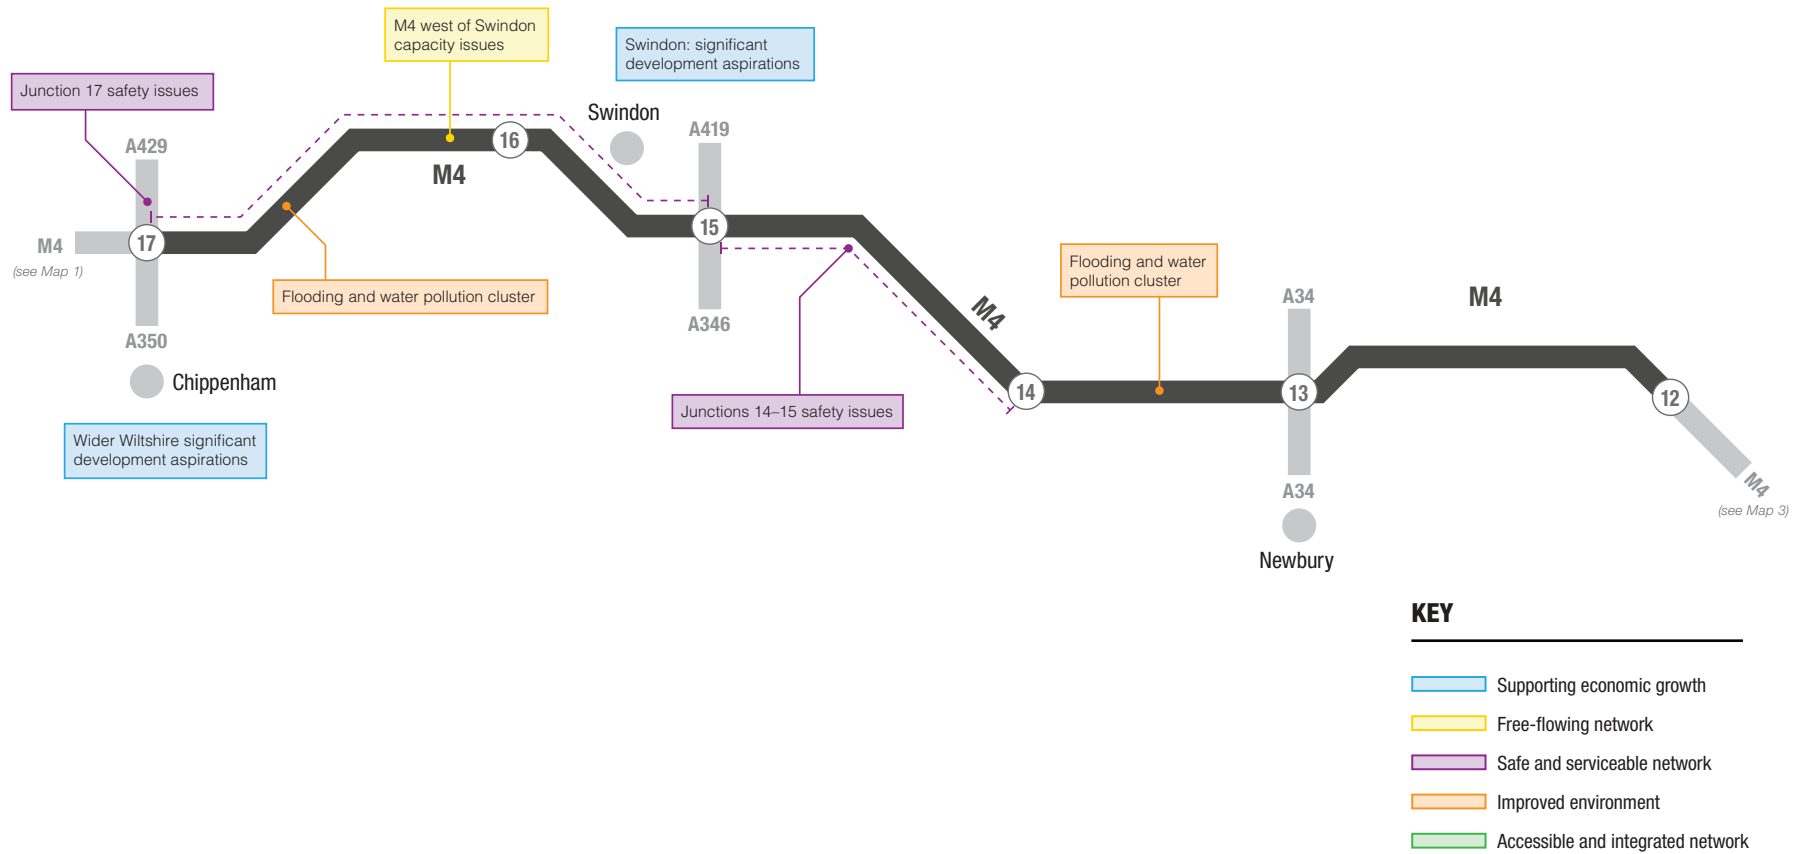 M4 west of Swindon
capacity issues
Swindon: significant
development aspirations
Junction 17 safety issues
Swindon
A429
A419
16
M4
15
17
M4
(see Map 1)
Flooding and water pollution cluster
Flooding and water
pollution cluster
A34
M4
M4
A346
A350
Chippenham
14
13
12
Junctions 14–15 safety issues
Wider Wiltshire significant
development aspirations
A34
M4
(see Map 3)
Newbury
KEY
Supporting economic growth
Free-flowing network
Safe and serviceable network
Improved environment
Accessible and integrated network